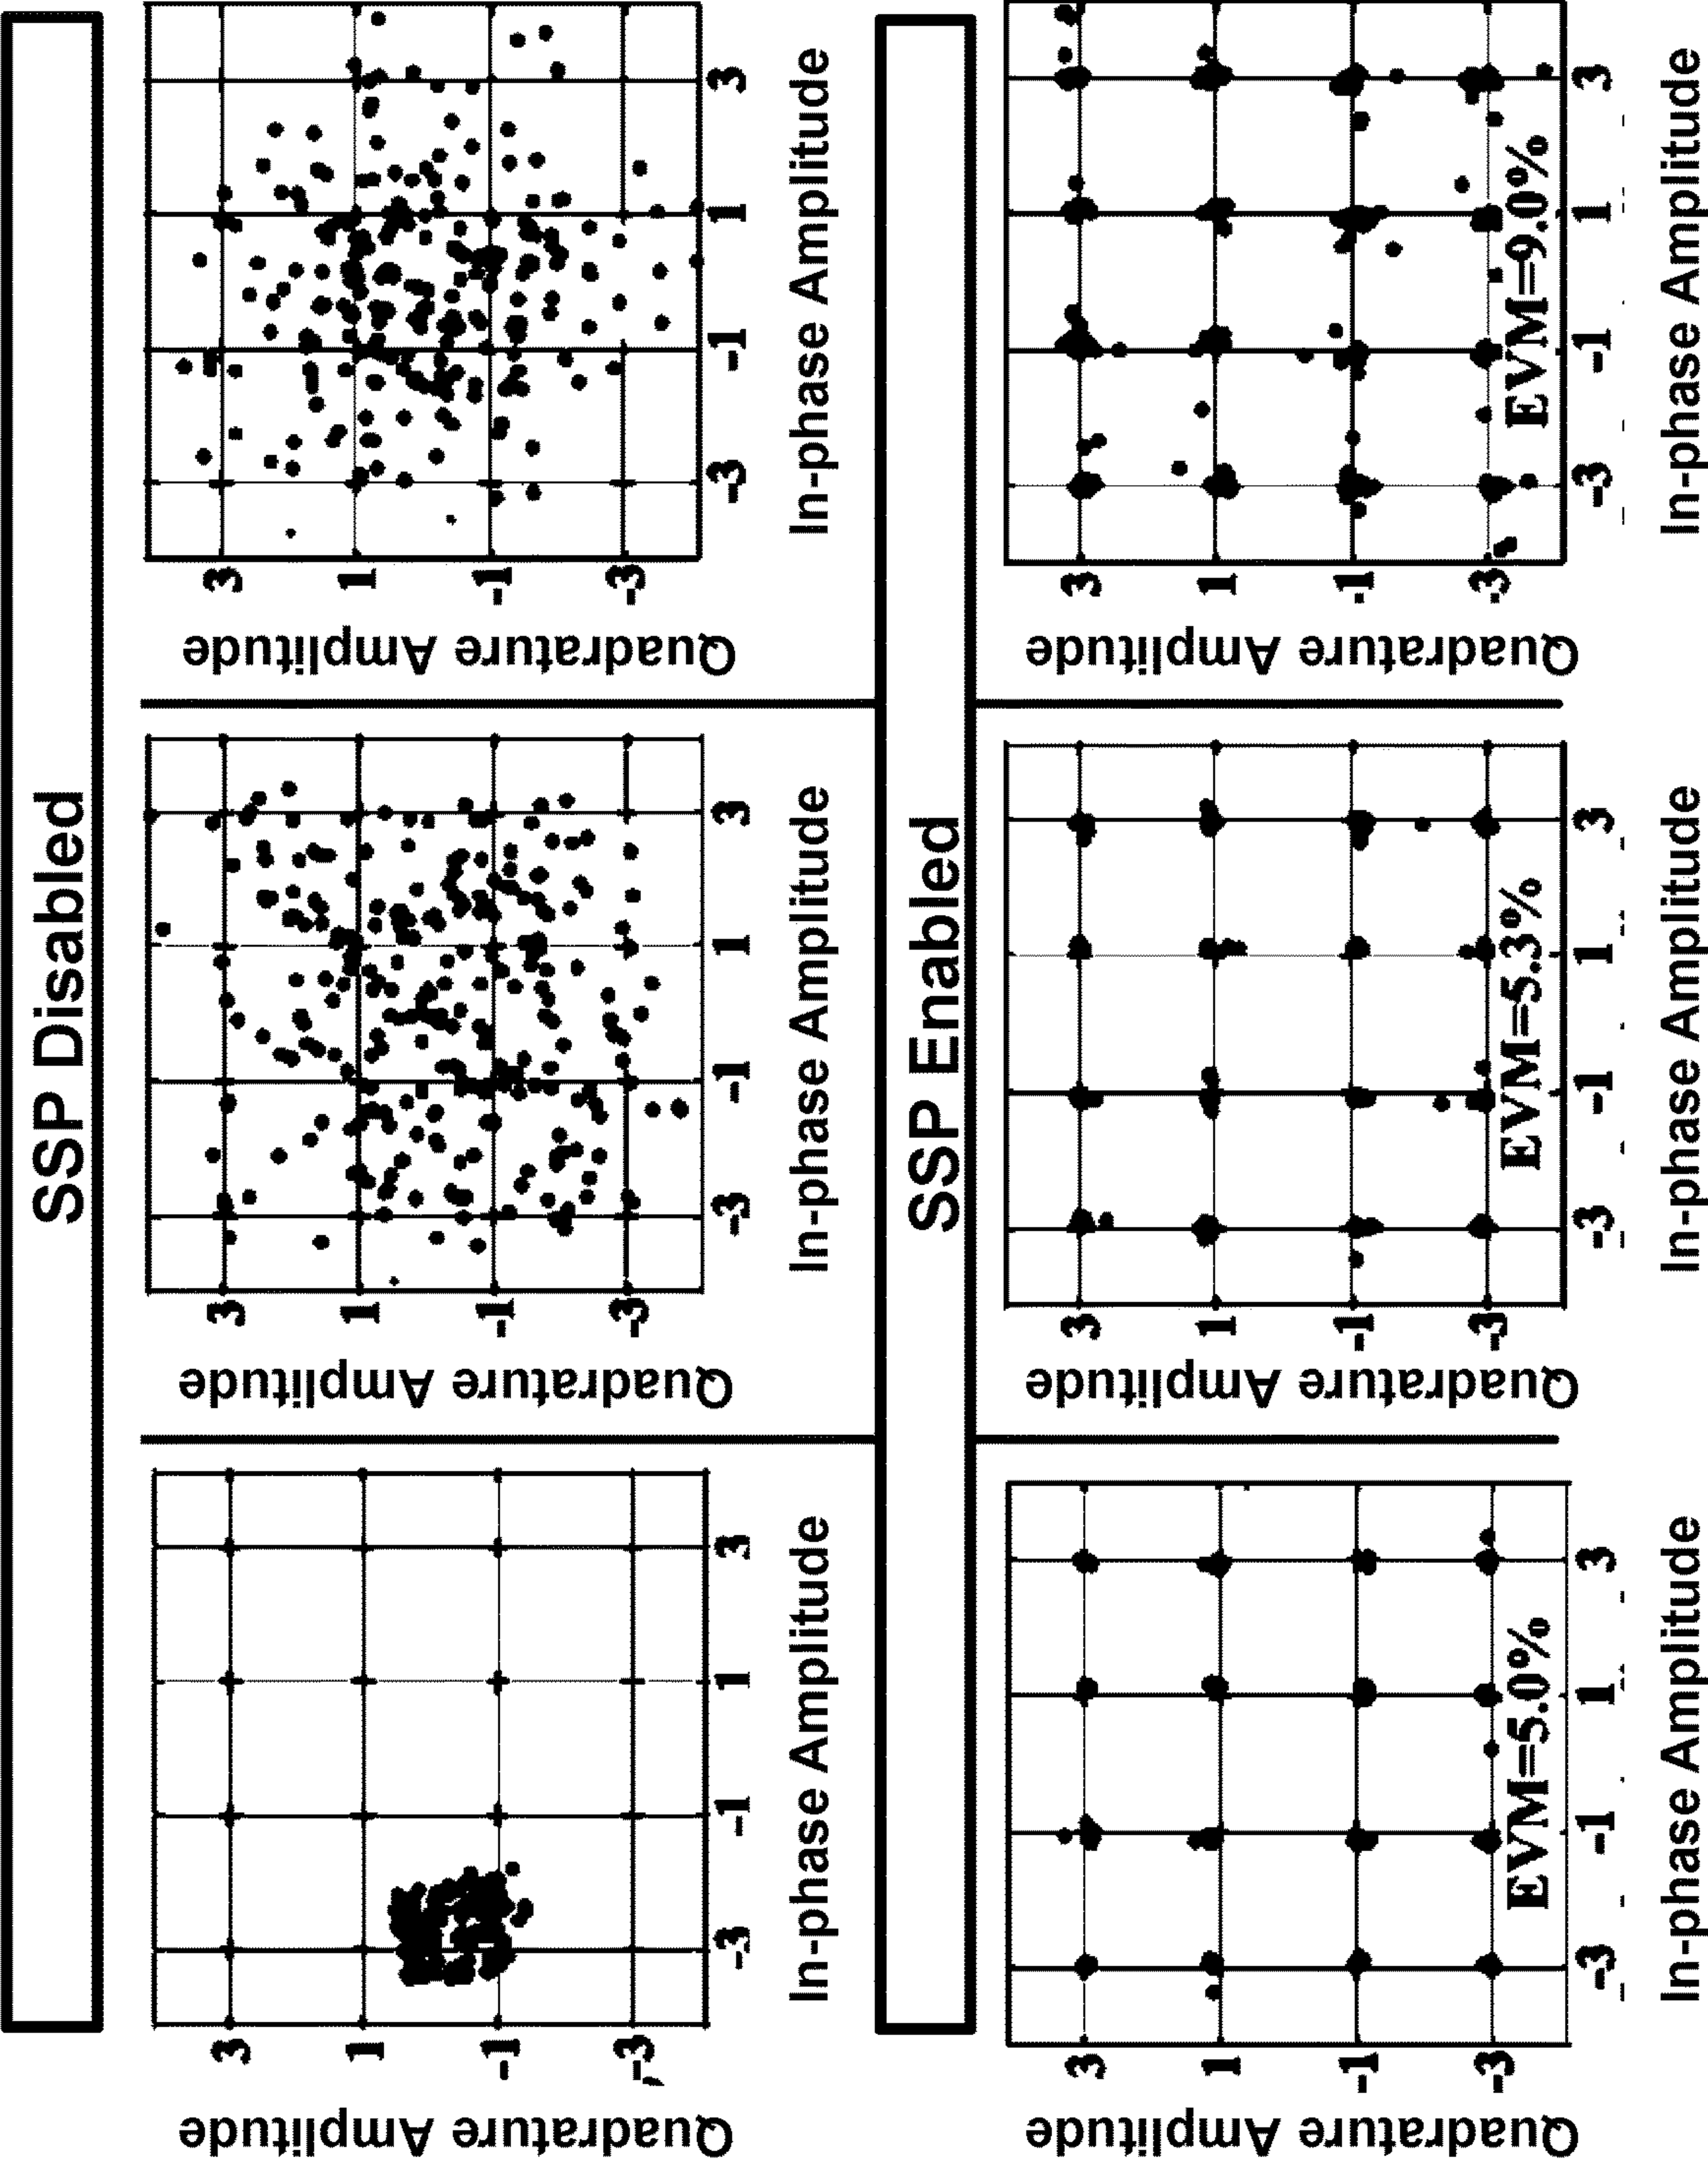 SSP Disabled
Quadrature Amplitude
3
1
-1
-3
-3 -1 1 3
In-phase Amplitude
Quadrature Amplitude
3
1
-1
-3
-3 -1 1 3
In-phase Amplitude
Quadrature Amplitude
3
1
-1
-3
-3 -1 1 3
In-phase Amplitude
SSP Enabled
Quadrature Amplitude
3
1
-1
-3
EVM=5.0%
-3 -1 1 3
In-phase Amplitude
Quadrature Amplitude
3
1
-1
-3
EVM=5.3%
-3 -1 1 3
In-phase Amplitude
Quadrature Amplitude
3
1
-1
-3
EVM=9.0%
-3 -1 1 3
In-phase Amplitude